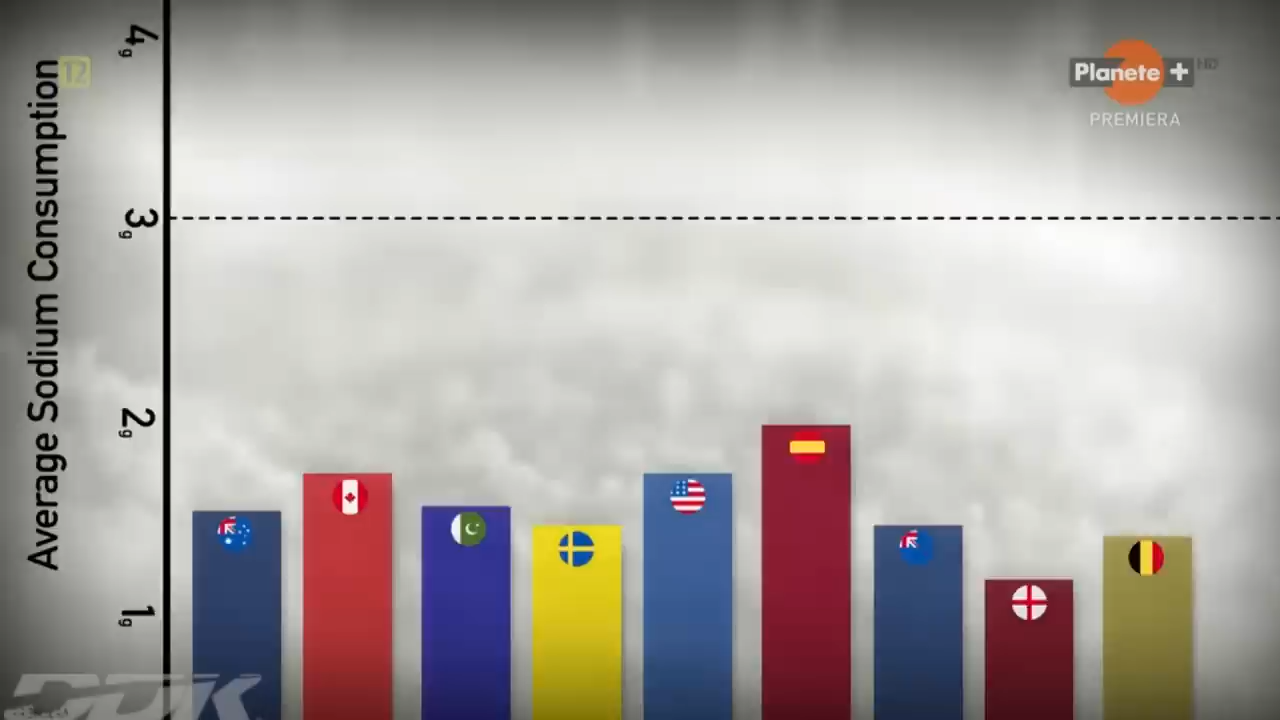 Average Sodium Consumption
4g
3g
2g
1g
12
Planete +
HD
PREMIERA